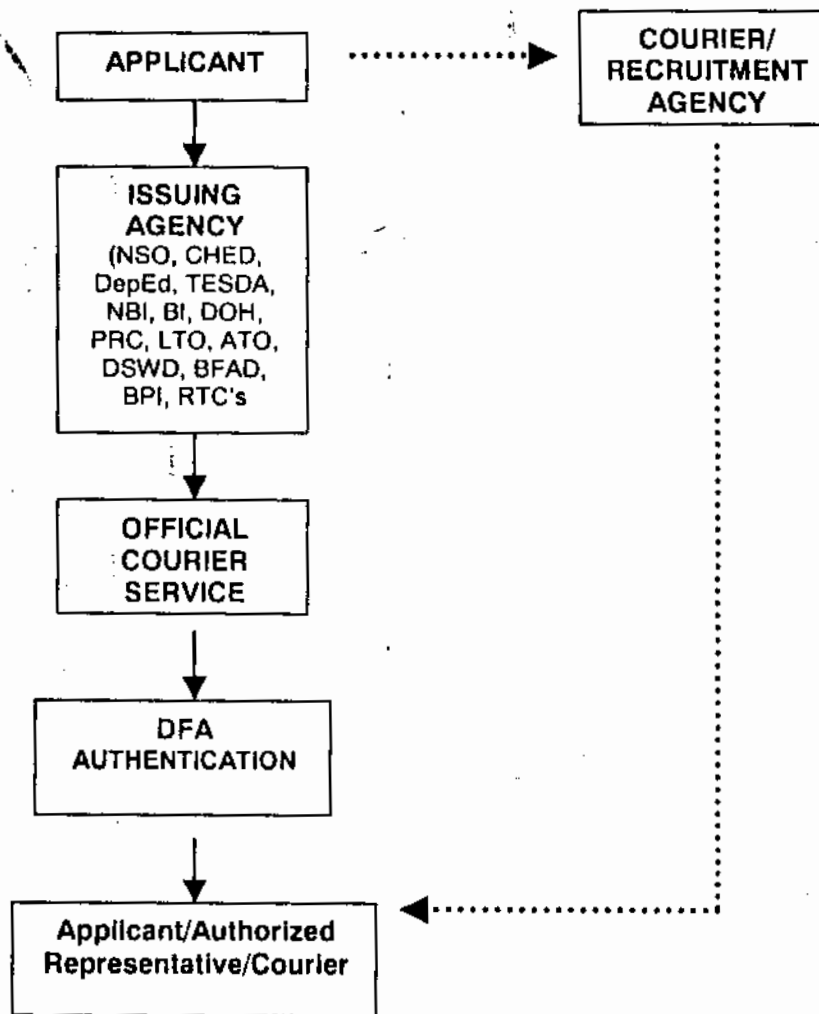 APPLICANT
COURIER/
RECRUITMENT
AGENCY
ISSUING
AGENCY
(NSO, CHED,
DepEd, TESDA,
NBI, BI, DOH,
PRC, LTO, ATO,
DSWD, BFAD,
BPI, RTC's
OFFICIAL
COURIER
SERVICE
DFA
AUTHENTICATION
Applicant/Authorized
Representative/Courier